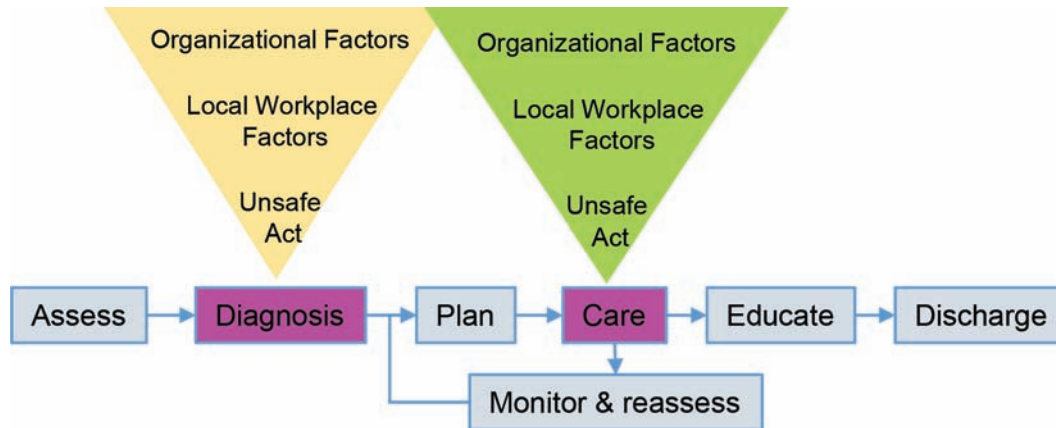 Organizational Factors
Local Workplace
Factors
Unsafe
Act
Organizational Factors
Local Workplace
Factors
Unsafe
Act
Assess
Diagnosis
Plan
Care
Educate
Discharge
Monitor & reassess